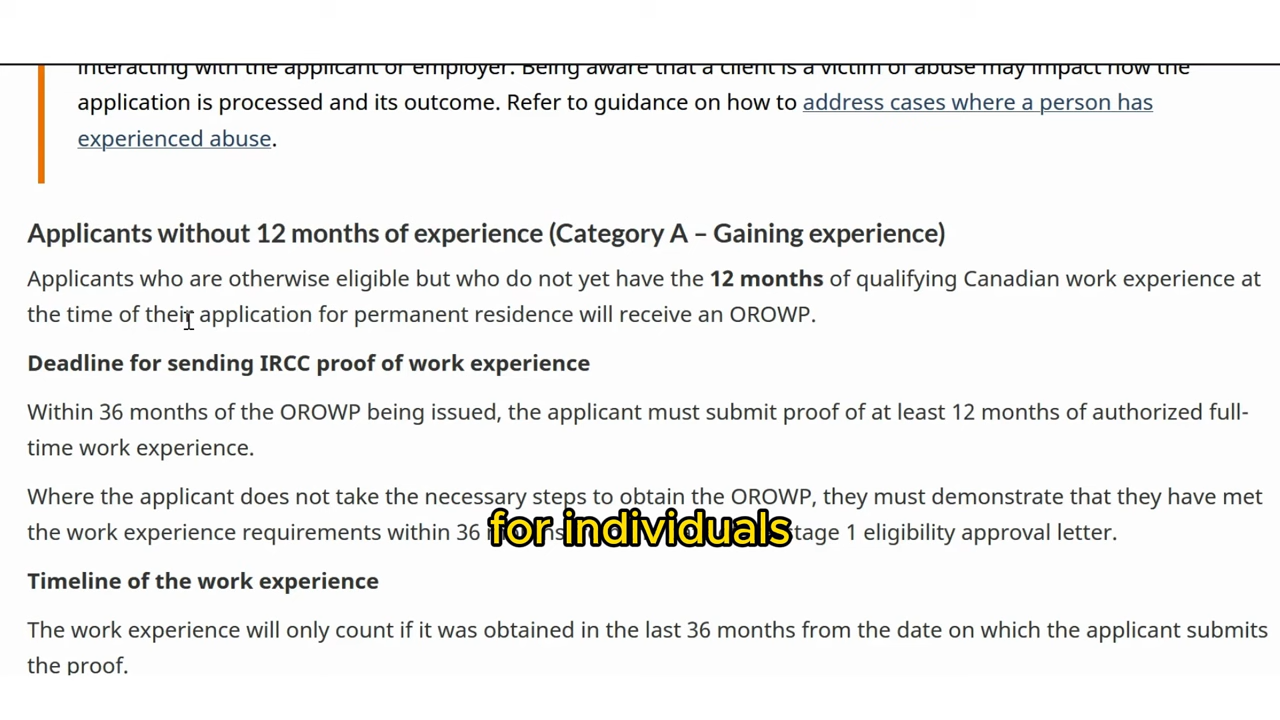 interacting with the applicant or employer. Being aware that a client is a victim of abuse may impact how the
application is processed and its outcome. Refer to guidance on how to address cases where a person has
experienced abuse.
Applicants without 12 months of experience (Category A – Gaining experience)
Applicants who are otherwise eligible but who do not yet have the 12 months of qualifying Canadian work experience at
the time of their application for permanent residence will receive an OROWP.
Deadline for sending IRCC proof of work experience
Within 36 months of the OROWP being issued, the applicant must submit proof of at least 12 months of authorized full-
time work experience.
Where the applicant does not take the necessary steps to obtain the OROWP, they must demonstrate that they have met
the work experience requirements within 36 stage 1 eligibility approval letter.
for individuals
Timeline of the work experience
The work experience will only count if it was obtained in the last 36 months from the date on which the applicant submits
the proof.